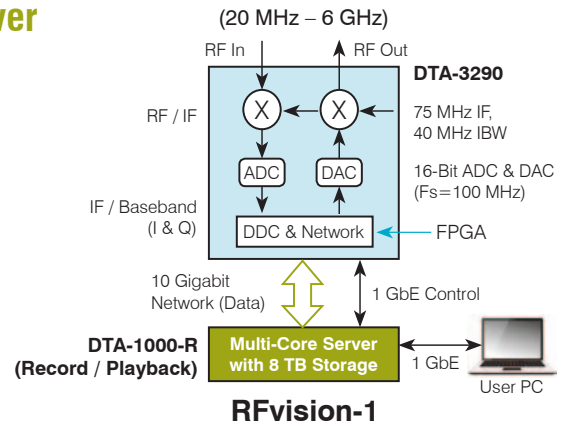 ver
(20 MHz – 6 GHz)
RF In
RF Out
DTA-3290
RF / IF
X
X
75 MHz IF,
40 MHz IBW
ADC
DAC
16-Bit ADC & DAC
(Fs=100 MHz)
IF / Baseband
(I & Q)
DDC & Network
FPGA
10 Gigabit
Network (Data)
1 GbE Control
DTA-1000-R
(Record / Playback)
Multi-Core Server
with 8 TB Storage
1 GbE
User PC
RFvision-1